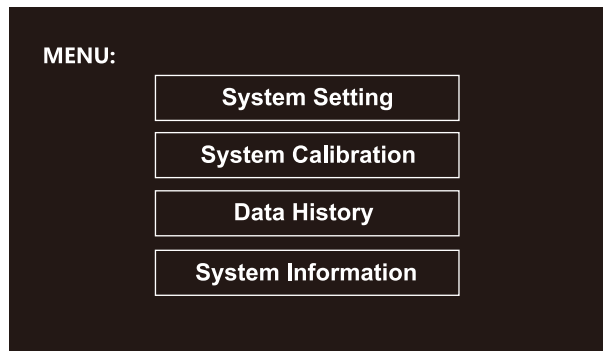 MENU:
System Setting
System Calibration
Data History
System Information